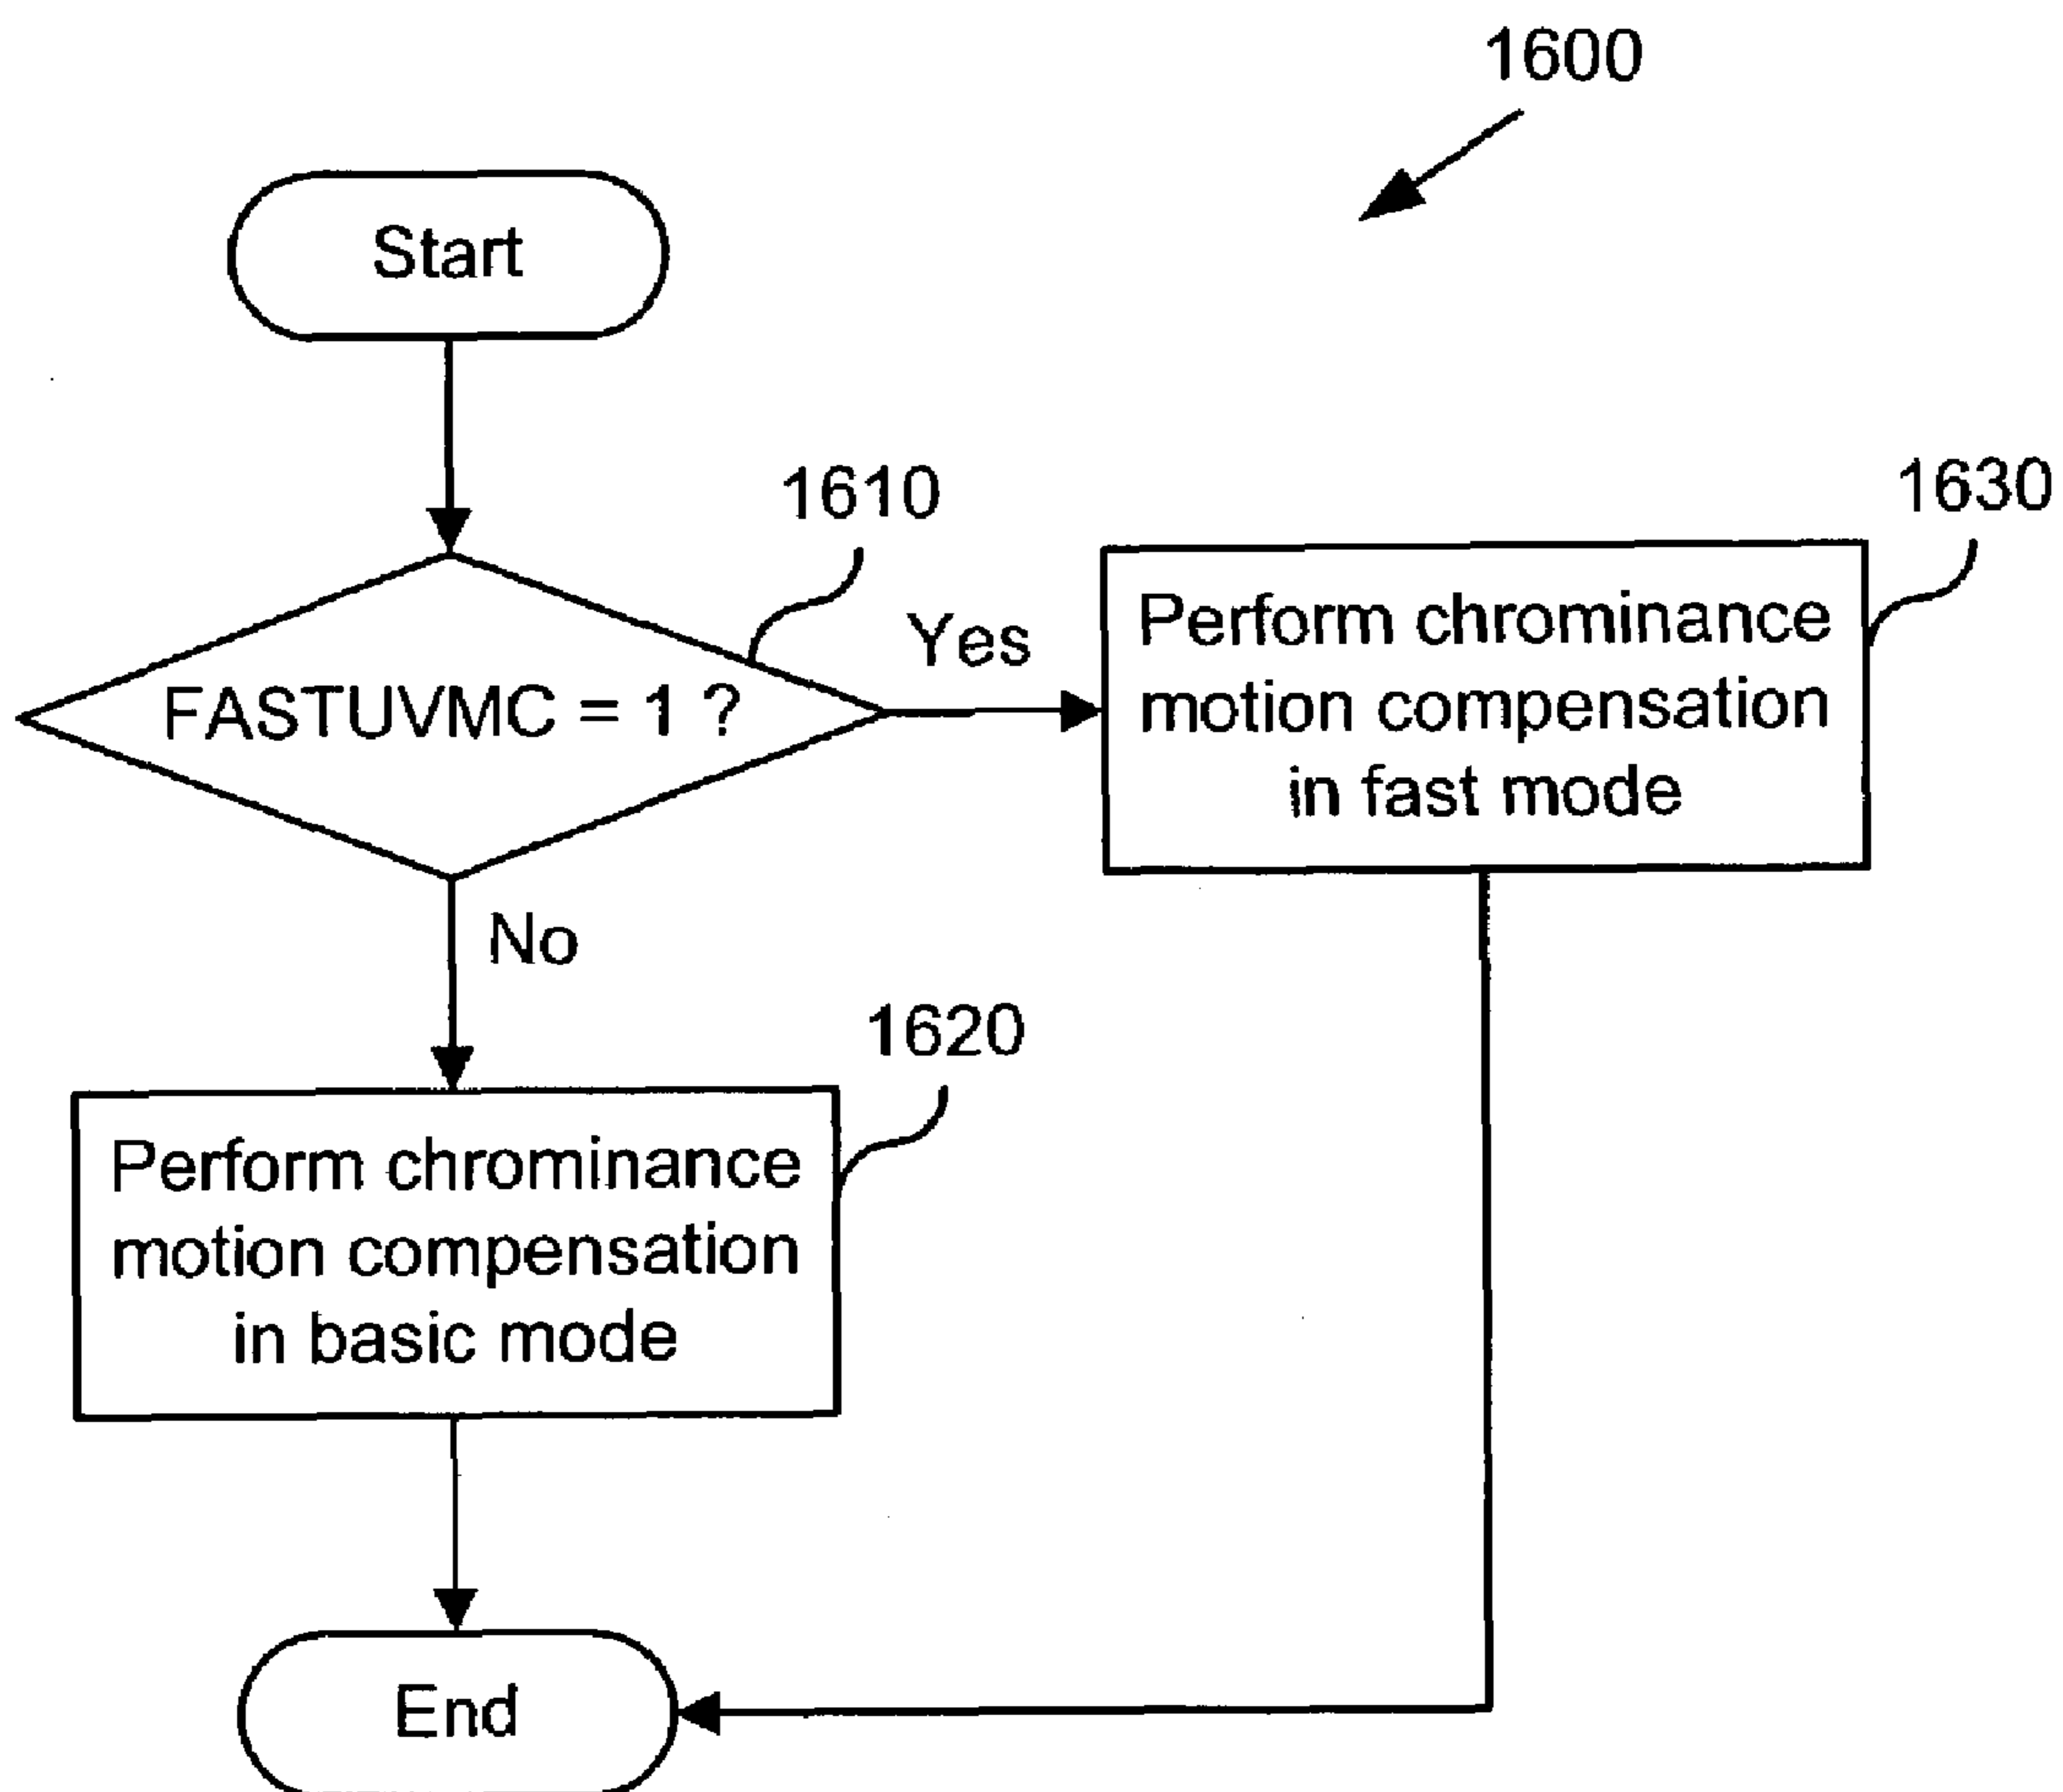 1600
Start
1610
1630
FASTUVMC = 1 ?
Yes
Perform chrominance
motion compensation
in fast mode
No
1620
Perform chrominance
motion compensation
in basic mode
End